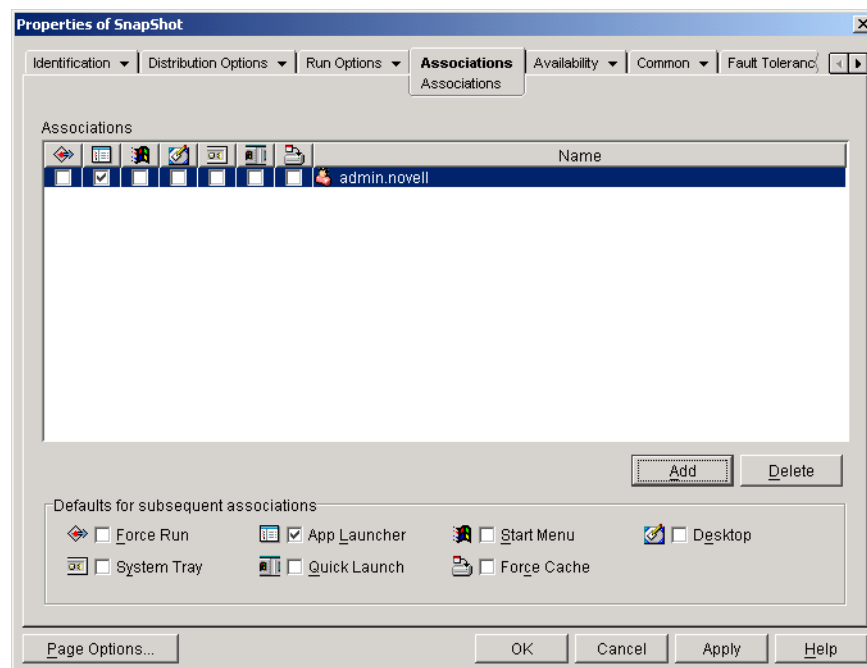 Properties of SnapShot
Identification Distribution Options Run Options Associations Availability Common Fault Toleranc
Associations
Associations
Name
admin.novell
Add Delete
Defaults for subsequent associations
Force Run App Launcher Start Menu Desktop
System Tray Quick Launch Force Cache
Page Options... OK Cancel Apply Help